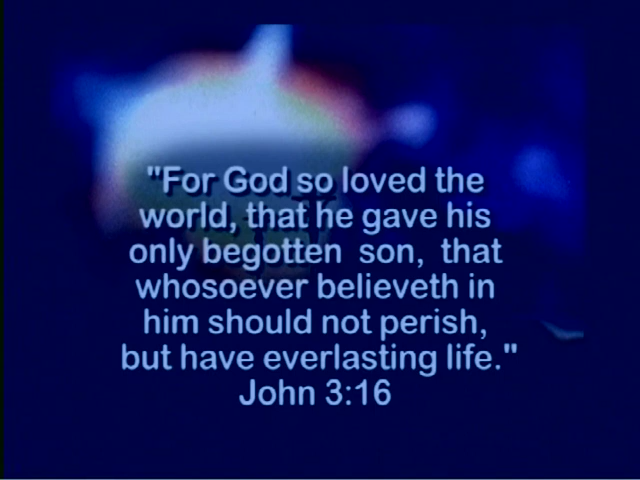 "For God so loved the
world, that he gave his
only begotten son, that
whosoever believeth in
him should not perish,
but have everlasting life."
John 3:16